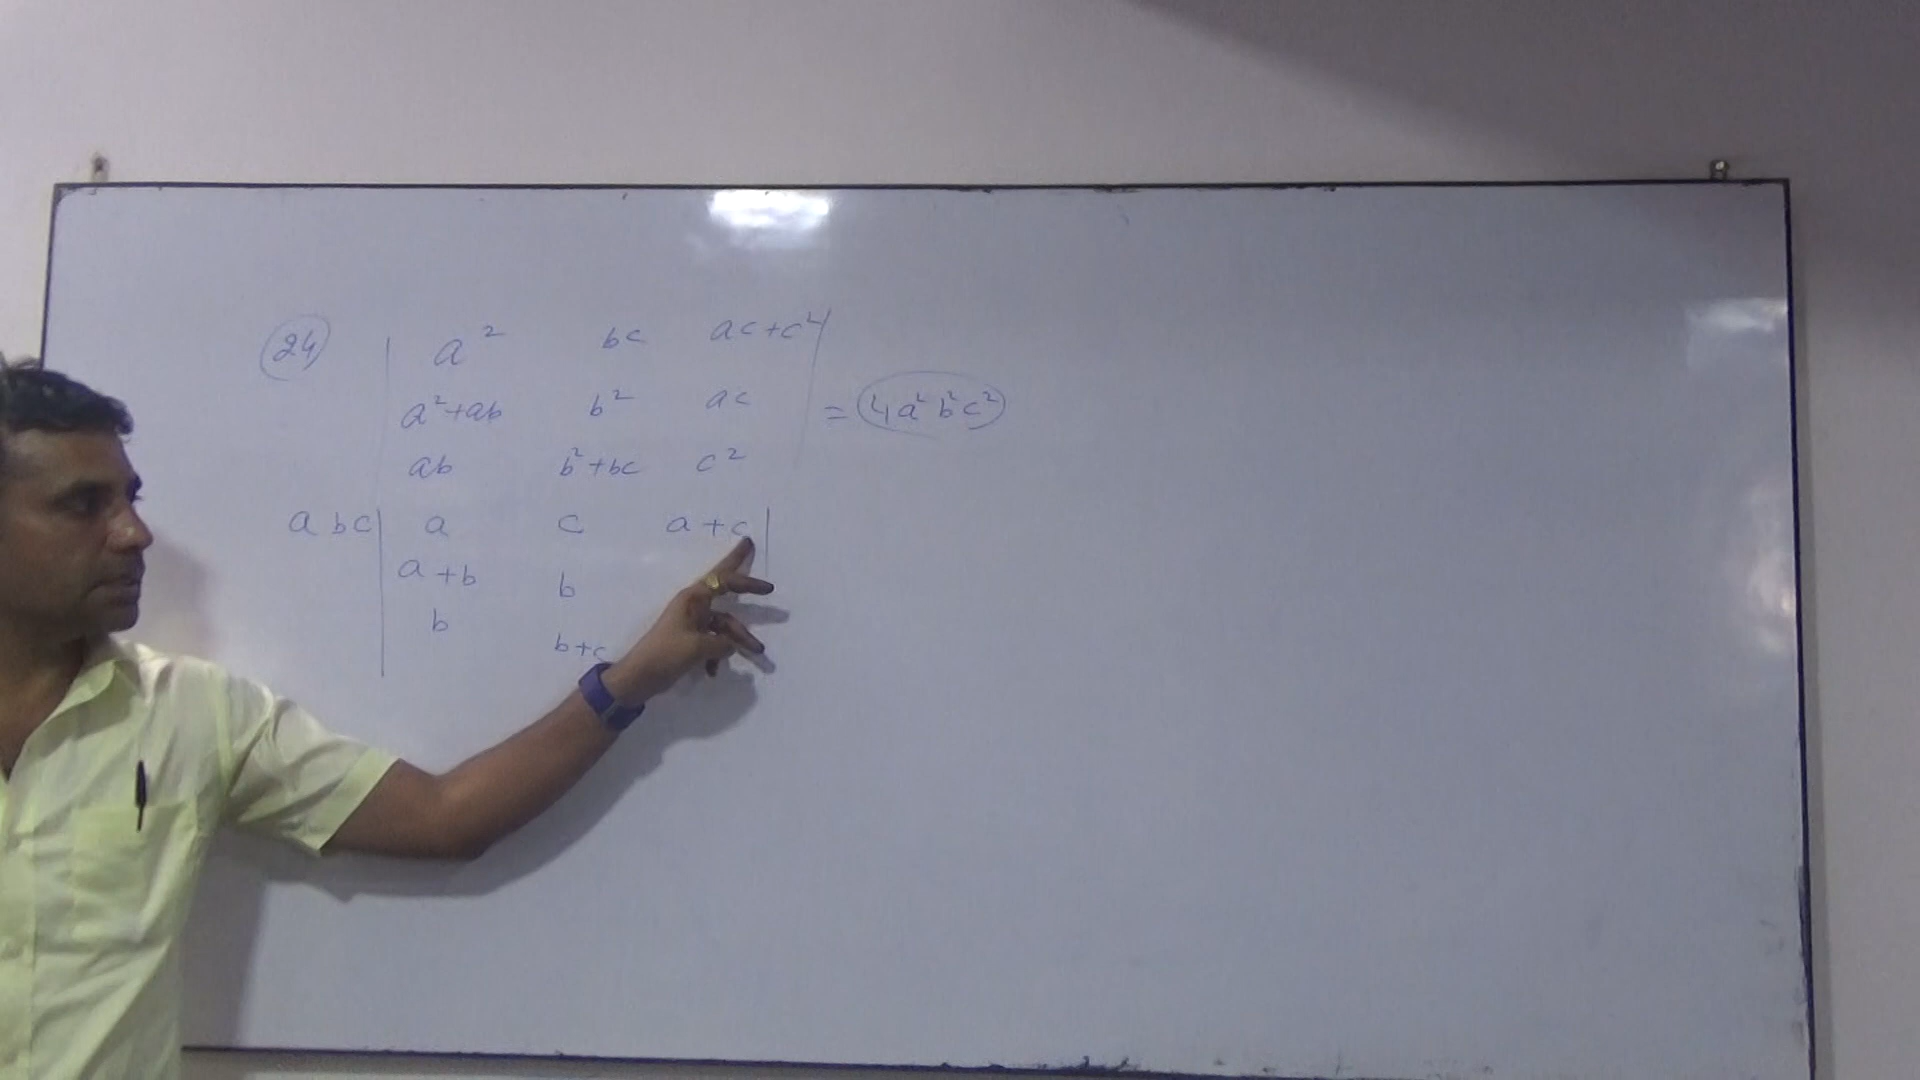 24 | a² bc ac+c² |
a²+ab b² ac = 4a²b²c²
ab b²+bc c²
abc | a c a+c |
a+b b
b b+c